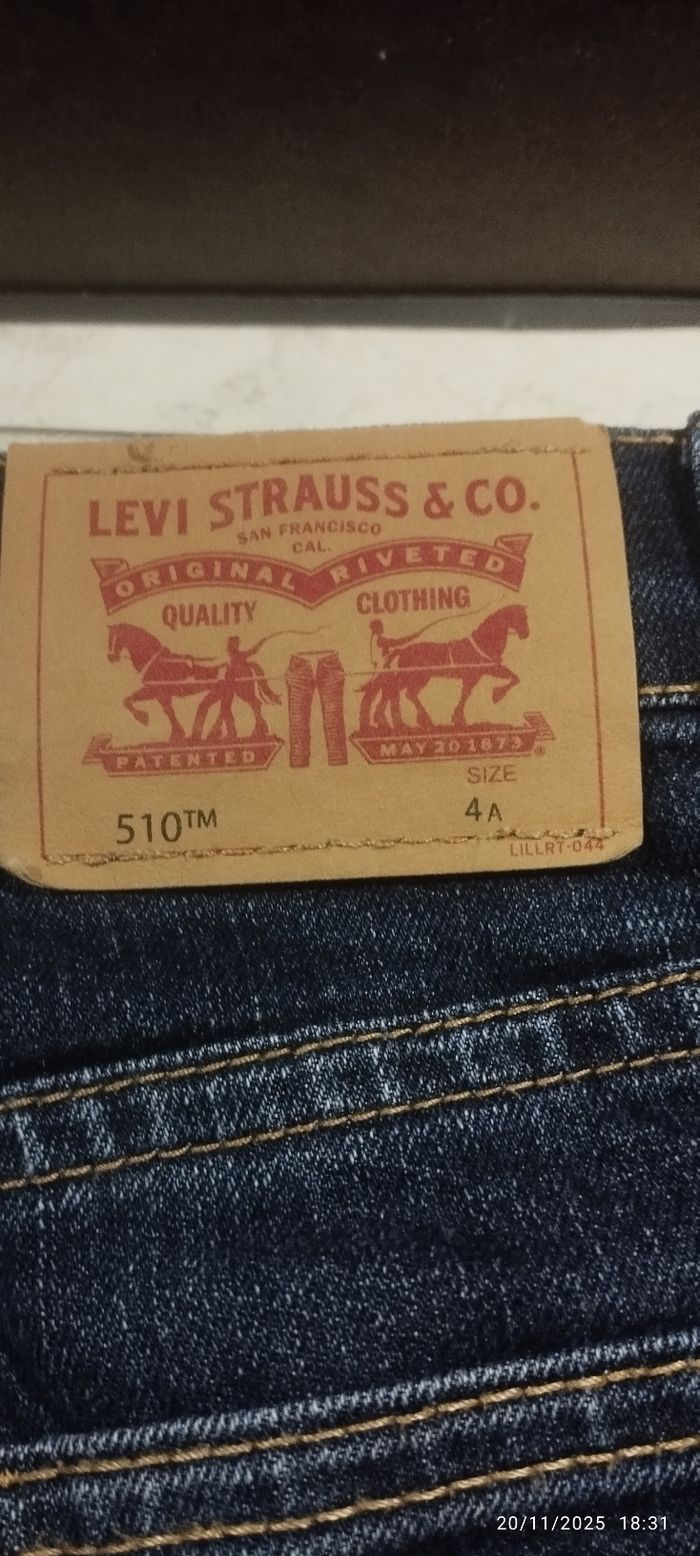 LEVI STRAUSS & CO.
SAN FRANCISCO
CAL.
ORIGINAL RIVETED
QUALITY CLOTHING
PATENTED MAY 20 1873 ®
SIZE
510™ 4 A
LILLRT-044
20/11/2025 18:31